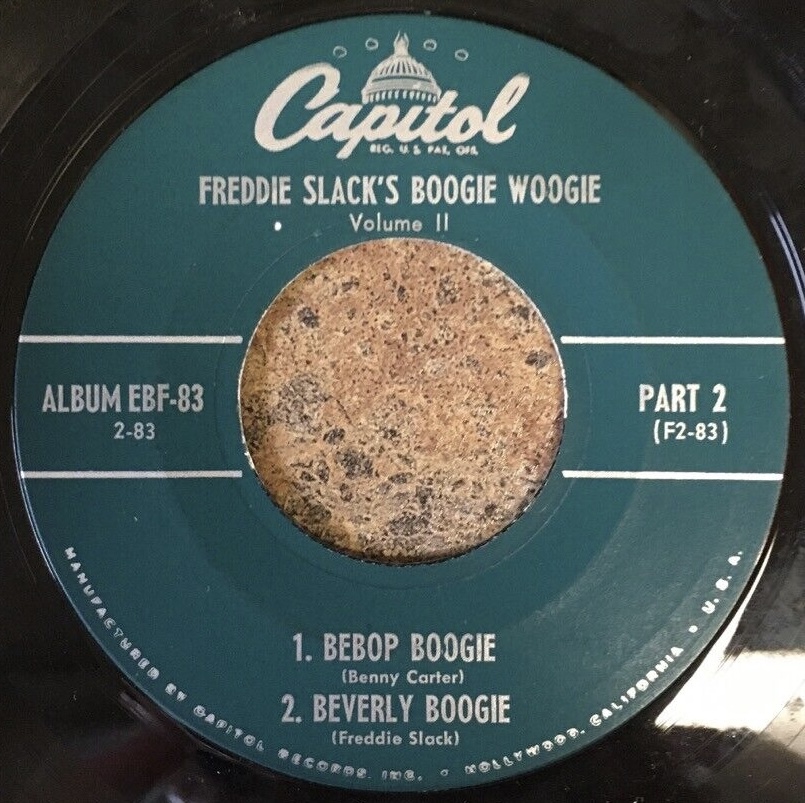 Capitol
REG. U.S. PAT. OFF.
FREDDIE SLACK'S BOOGIE WOOGIE
Volume II
ALBUM EBF-83
2-83
PART 2
(F2-83)
1. BEBOP BOOGIE
(Benny Carter)
2. BEVERLY BOOGIE
(Freddie Slack)
MANUFACTURED BY CAPITOL RECORDS, INC. • HOLLYWOOD, CALIFORNIA • U. S. A.